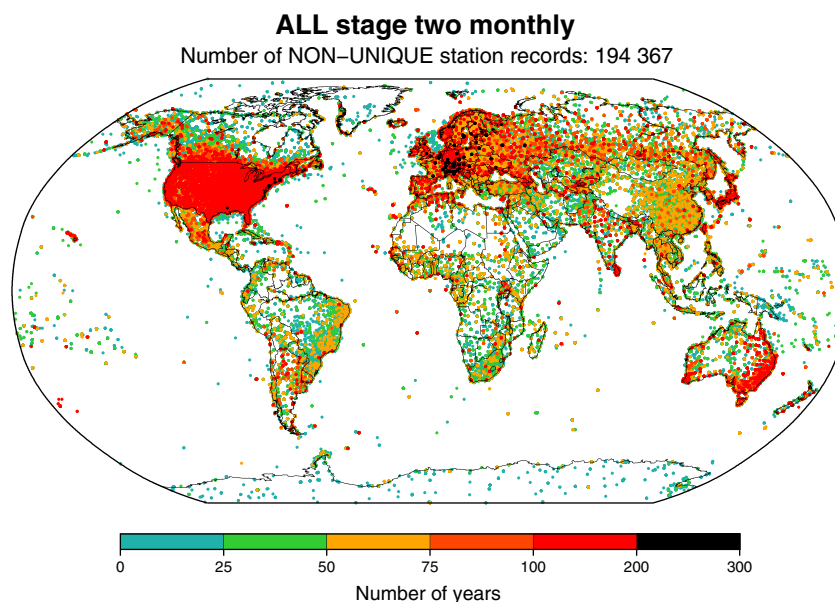 ALL stage two monthly
Number of NON−UNIQUE station records: 194 367
0 25 50 75 100 200 300
Number of years